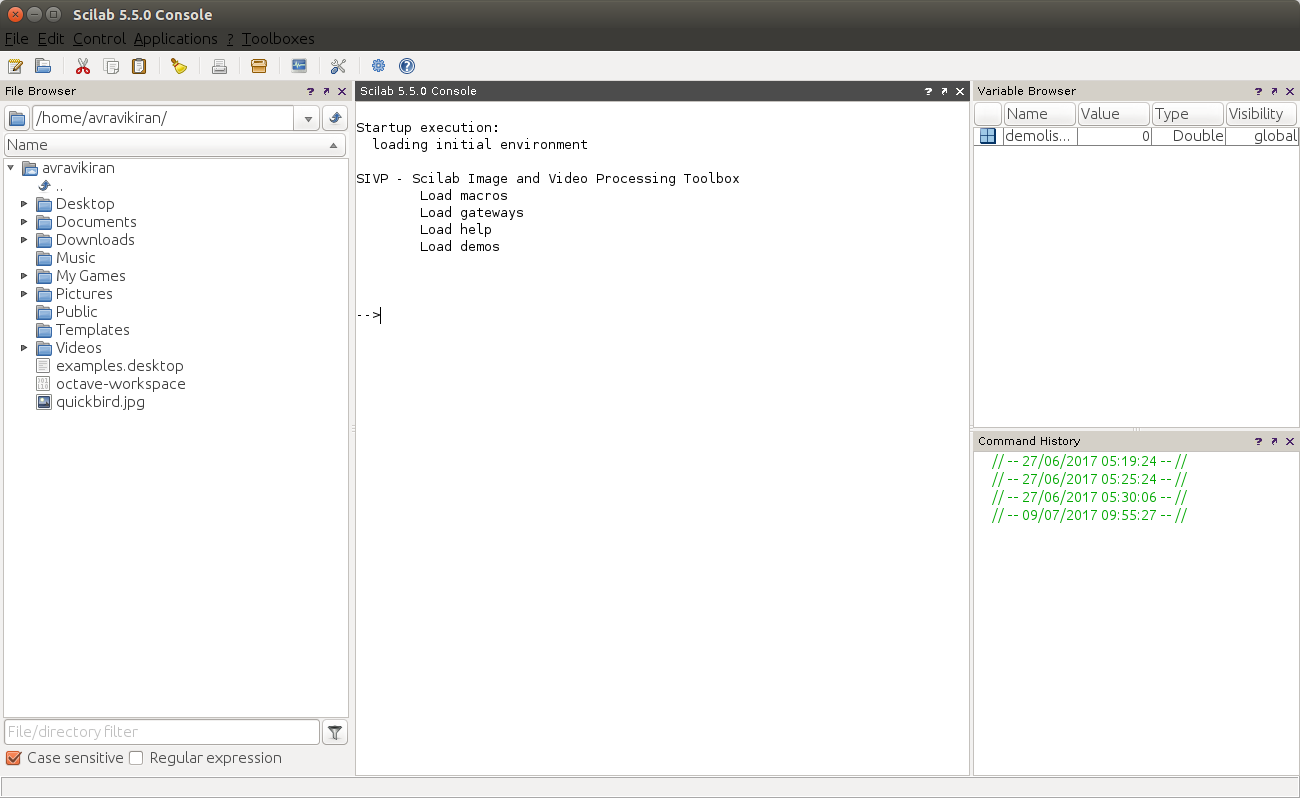 Scilab 5.5.0 Console
File Edit Control Applications ? Toolboxes
File Browser
/home/avravikiran/
Name
avravikiran
..
Desktop
Documents
Downloads
Music
My Games
Pictures
Public
Templates
Videos
examples.desktop
octave-workspace
quickbird.jpg
File/directory filter
Case sensitive Regular expression
Scilab 5.5.0 Console
Startup execution:
loading initial environment
SIVP - Scilab Image and Video Processing Toolbox
Load macros
Load gateways
Load help
Load demos
-->
Variable Browser
Name Value Type Visibility
demolis... 0 Double global
Command History
// -- 27/06/2017 05:19:24 -- //
// -- 27/06/2017 05:25:24 -- //
// -- 27/06/2017 05:30:06 -- //
// -- 09/07/2017 09:55:27 -- //